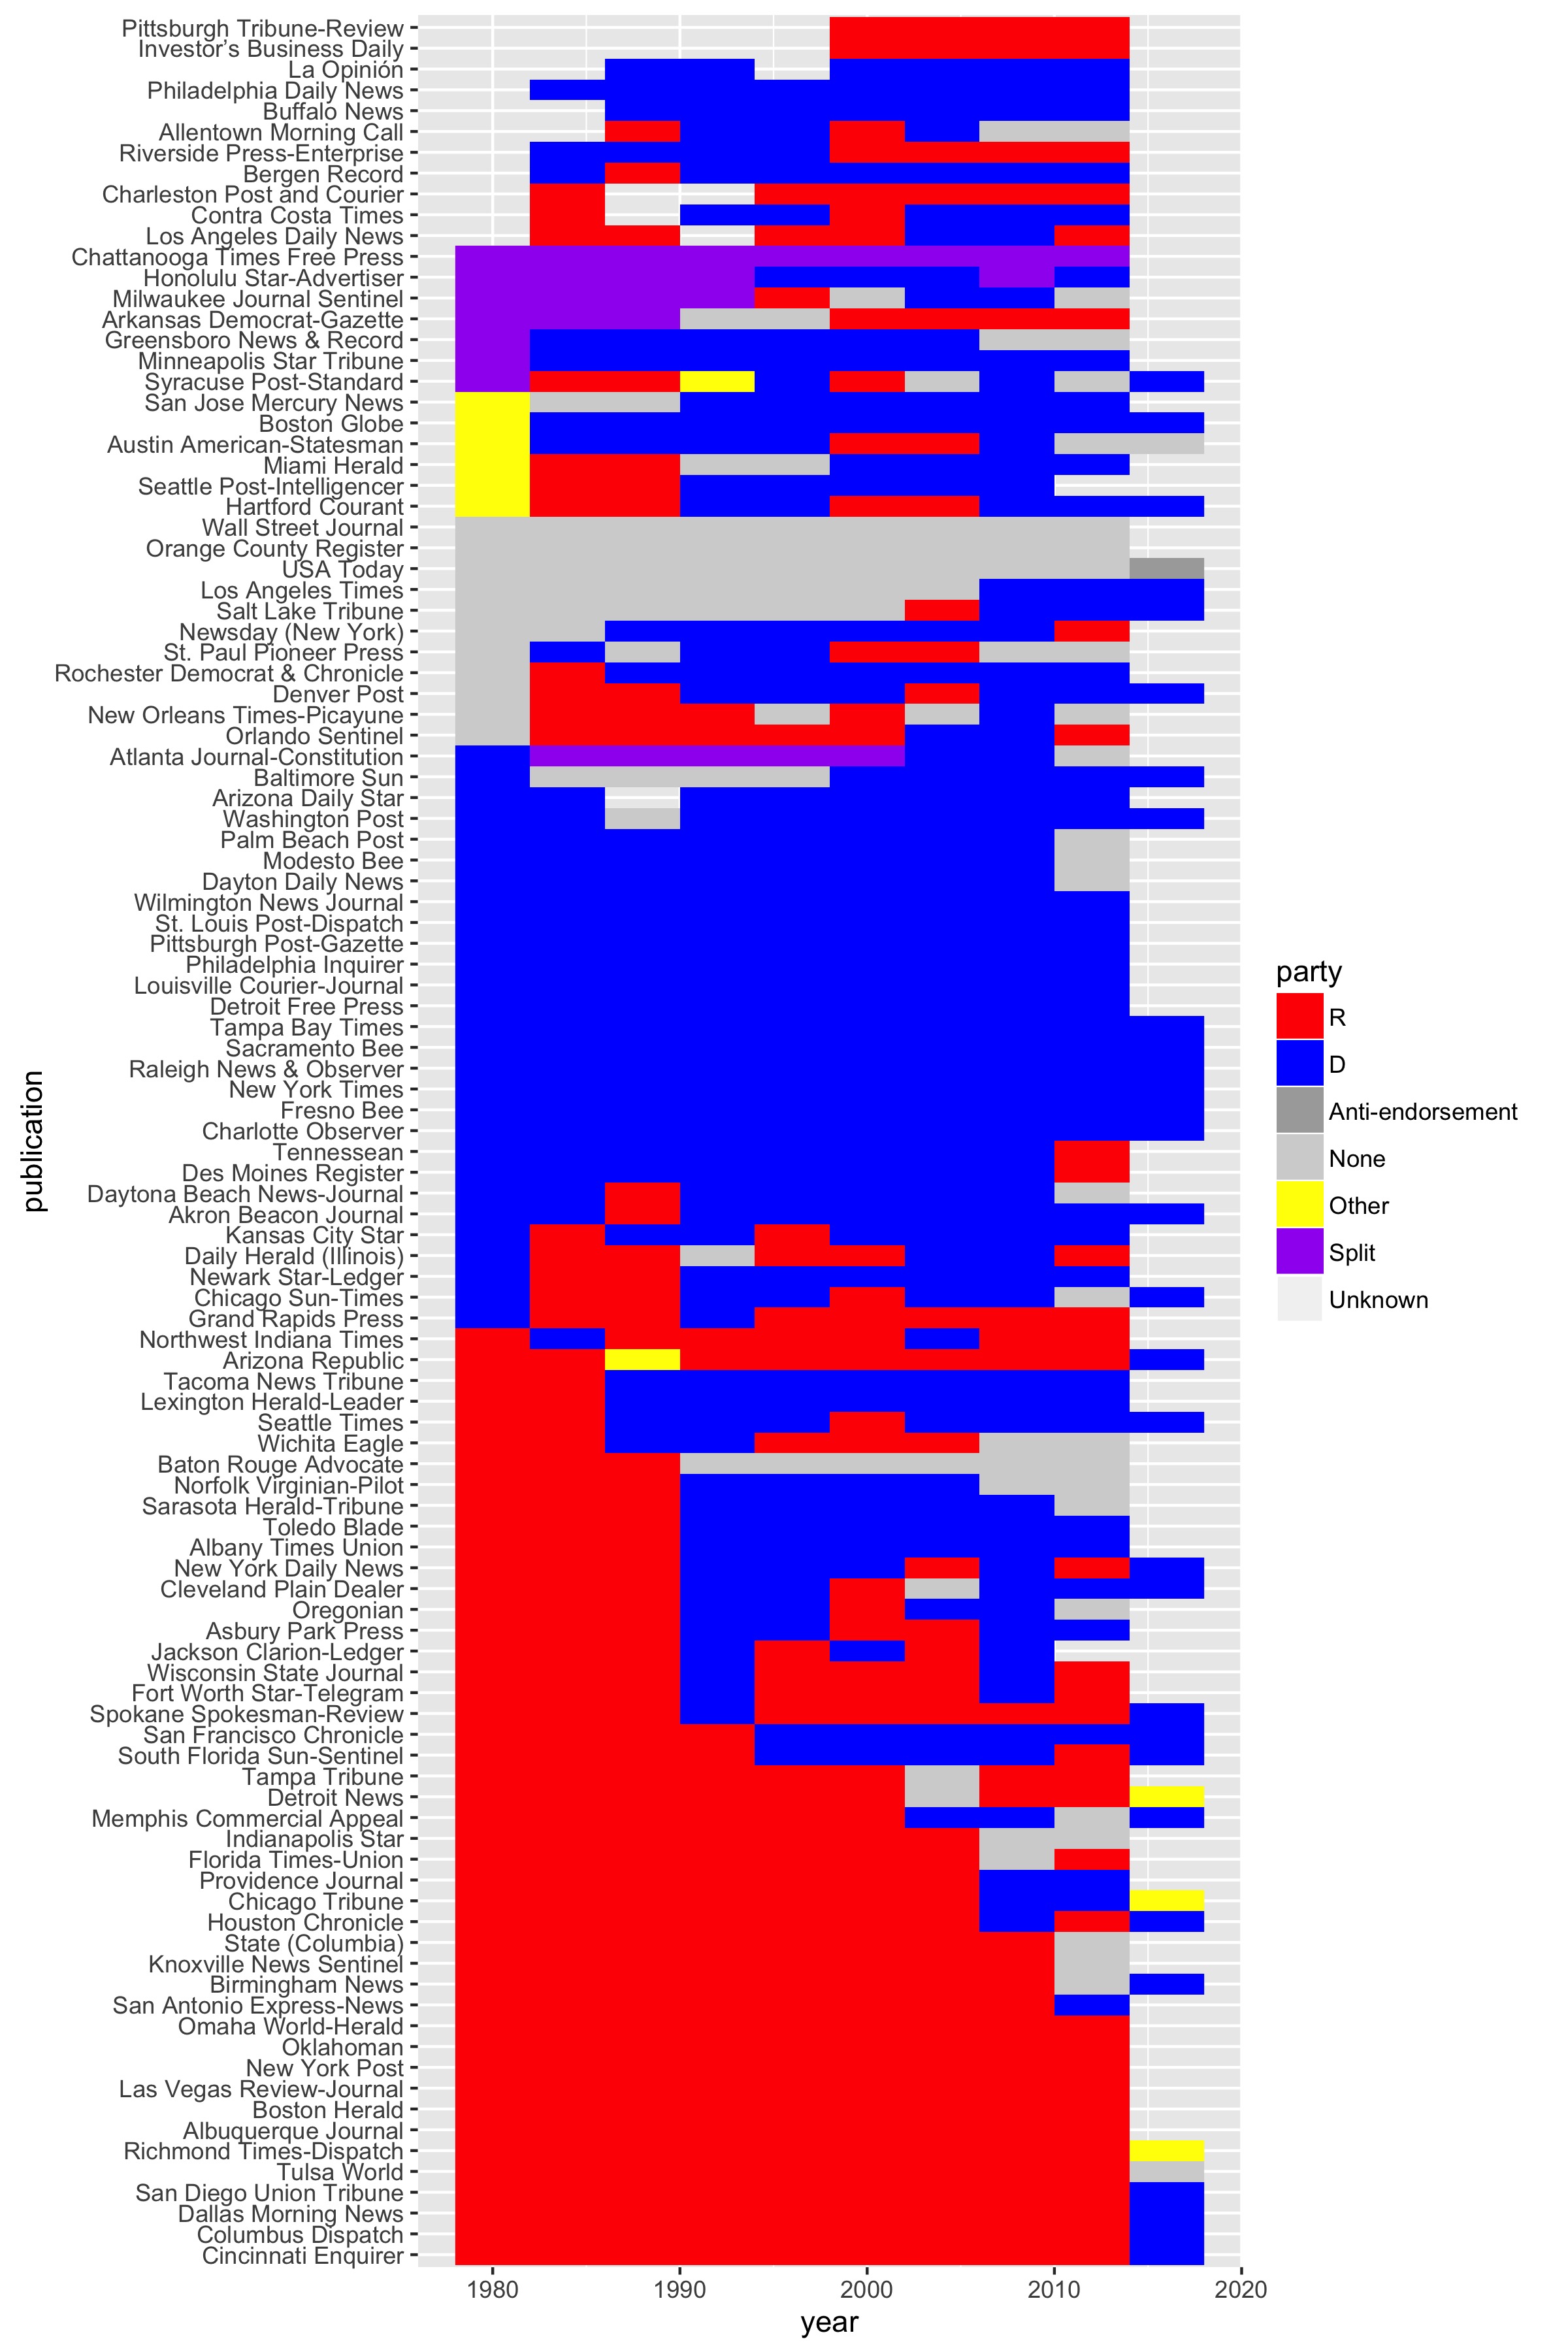 Pittsburgh Tribune-Review
Investor’s Business Daily
La Opinión
Philadelphia Daily News
Buffalo News
Allentown Morning Call
Riverside Press-Enterprise
Bergen Record
Charleston Post and Courier
Contra Costa Times
Los Angeles Daily News
Chattanooga Times Free Press
Honolulu Star-Advertiser
Milwaukee Journal Sentinel
Arkansas Democrat-Gazette
Greensboro News & Record
Minneapolis Star Tribune
Syracuse Post-Standard
San Jose Mercury News
Boston Globe
Austin American-Statesman
Miami Herald
Seattle Post-Intelligencer
Hartford Courant
Wall Street Journal
Orange County Register
USA Today
Los Angeles Times
Salt Lake Tribune
Newsday (New York)
St. Paul Pioneer Press
Rochester Democrat & Chronicle
Denver Post
New Orleans Times-Picayune
Orlando Sentinel
Atlanta Journal-Constitution
Baltimore Sun
Arizona Daily Star
Washington Post
Palm Beach Post
Modesto Bee
Dayton Daily News
Wilmington News Journal
St. Louis Post-Dispatch
Pittsburgh Post-Gazette
Philadelphia Inquirer
Louisville Courier-Journal
Detroit Free Press
Tampa Bay Times
Sacramento Bee
Raleigh News & Observer
New York Times
Fresno Bee
Charlotte Observer
Tennessean
Des Moines Register
Daytona Beach News-Journal
Akron Beacon Journal
Kansas City Star
Daily Herald (Illinois)
Newark Star-Ledger
Chicago Sun-Times
Grand Rapids Press
Northwest Indiana Times
Arizona Republic
Tacoma News Tribune
Lexington Herald-Leader
Seattle Times
Wichita Eagle
Baton Rouge Advocate
Norfolk Virginian-Pilot
Sarasota Herald-Tribune
Toledo Blade
Albany Times Union
New York Daily News
Cleveland Plain Dealer
Oregonian
Asbury Park Press
Jackson Clarion-Ledger
Wisconsin State Journal
Fort Worth Star-Telegram
Spokane Spokesman-Review
San Francisco Chronicle
South Florida Sun-Sentinel
Tampa Tribune
Detroit News
Memphis Commercial Appeal
Indianapolis Star
Florida Times-Union
Providence Journal
Chicago Tribune
Houston Chronicle
State (Columbia)
Knoxville News Sentinel
Birmingham News
San Antonio Express-News
Omaha World-Herald
Oklahoman
New York Post
Las Vegas Review-Journal
Boston Herald
Albuquerque Journal
Richmond Times-Dispatch
Tulsa World
San Diego Union Tribune
Dallas Morning News
Columbus Dispatch
Cincinnati Enquirer
publication
1980 1990 2000 2010 2020
year
party
R
D
Anti-endorsement
None
Other
Split
Unknown